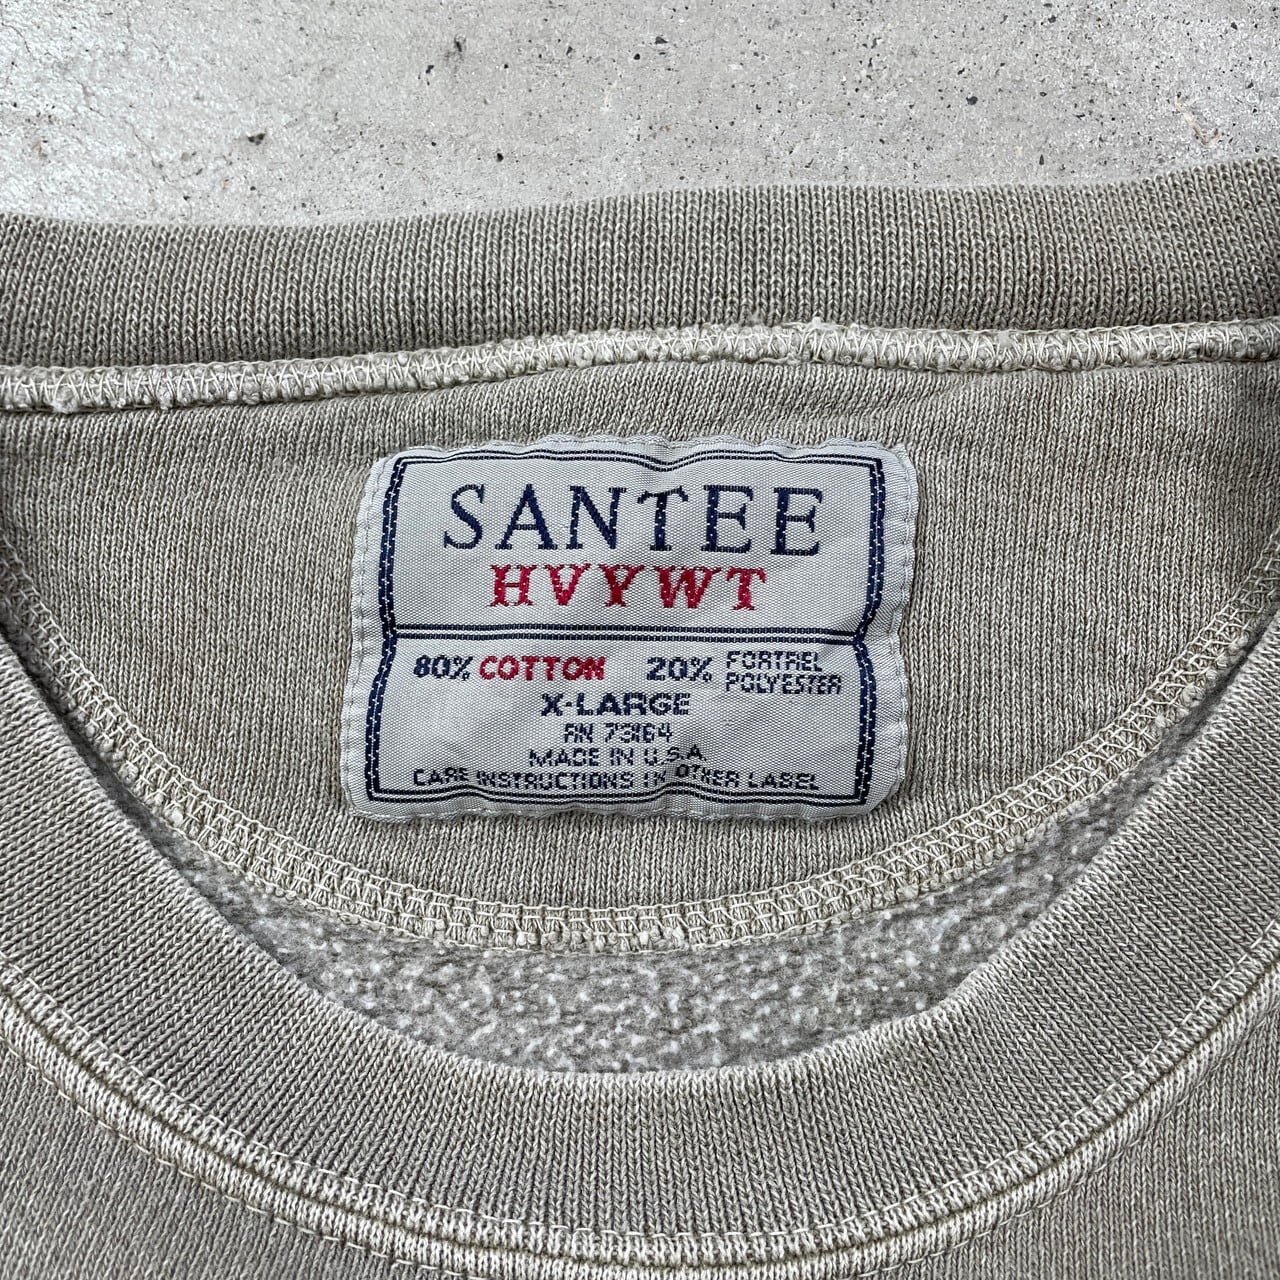 SANTEE
HVYWT
80% COTTON 20% FORTREL POLYESTER
X-LARGE
RN 73164
MADE IN U.S.A.
CARE INSTRUCTIONS IN OTHER LABEL